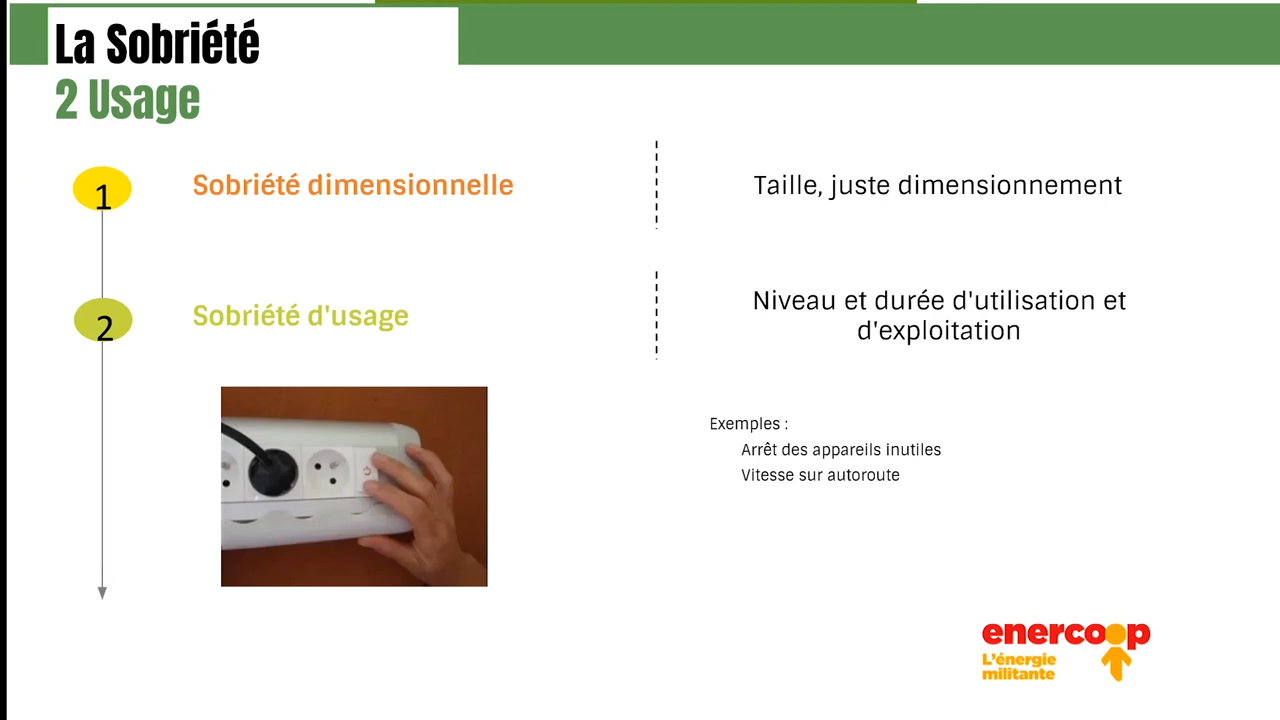 La Sobriété
2 Usage
1
Sobriété dimensionnelle
Taille, juste dimensionnement
2
Sobriété d'usage
Niveau et durée d'utilisation et
d'exploitation
Exemples :
Arrêt des appareils inutiles
Vitesse sur autoroute
enercoop
L'énergie
militante